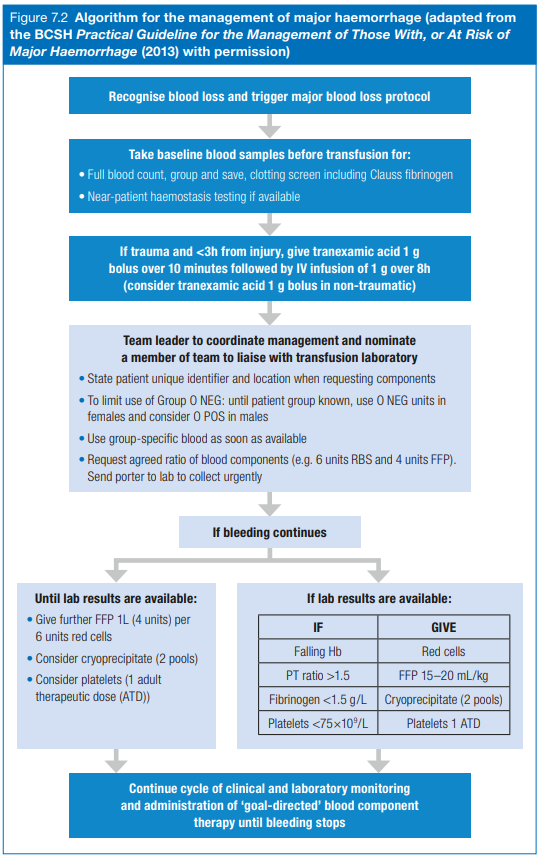 Figure 7.2 Algorithm for the management of major haemorrhage (adapted from
the BCSH Practical Guideline for the Management of Those With, or At Risk of
Major Haemorrhage (2013) with permission)
Recognise blood loss and trigger major blood loss protocol
Take baseline blood samples before transfusion for:
• Full blood count, group and save, clotting screen including Clauss fibrinogen
• Near-patient haemostasis testing if available
If trauma and <3h from injury, give tranexamic acid 1 g
bolus over 10 minutes followed by IV infusion of 1 g over 8h
(consider tranexamic acid 1 g bolus in non-traumatic)
Team leader to coordinate management and nominate
a member of team to liaise with transfusion laboratory
• State patient unique identifier and location when requesting components
• To limit use of Group O NEG: until patient group known, use O NEG units in
females and consider O POS in males
• Use group-specific blood as soon as available
• Request agreed ratio of blood components (e.g. 6 units RBS and 4 units FFP).
Send porter to lab to collect urgently
If bleeding continues
Until lab results are available:
• Give further FFP 1L (4 units) per
6 units red cells
• Consider cryoprecipitate (2 pools)
• Consider platelets (1 adult
therapeutic dose (ATD))
If lab results are available:
IF GIVE
Falling Hb Red cells
PT ratio >1.5 FFP 15–20 mL/kg
Fibrinogen <1.5 g/L Cryoprecipitate (2 pools)
Platelets <75×10⁹/L Platelets 1 ATD
Continue cycle of clinical and laboratory monitoring
and administration of ‘goal-directed’ blood component
therapy until bleeding stops